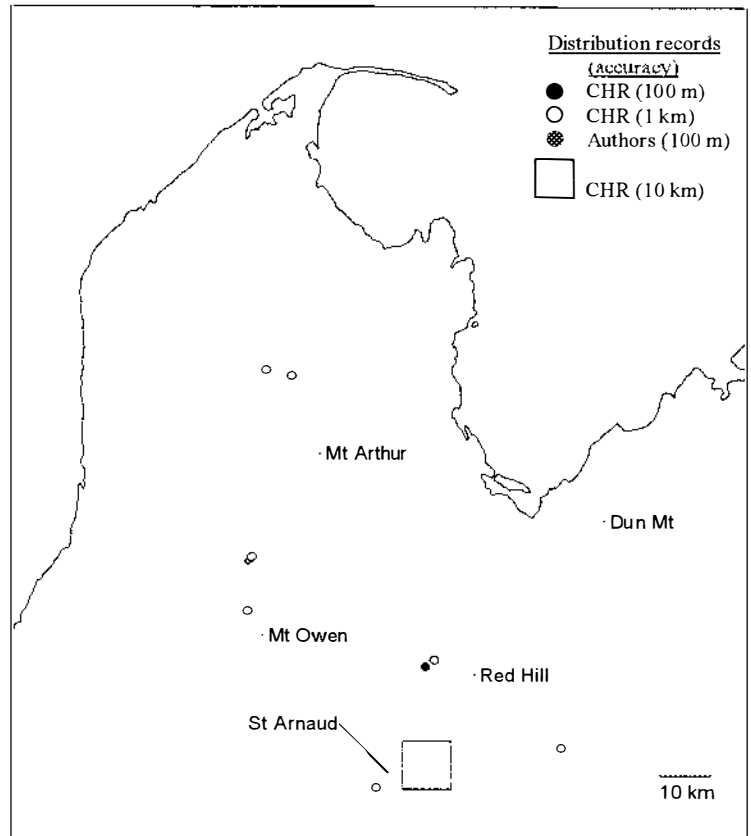 Distribution records
(accuracy)
CHR (100 m)
CHR (1 km)
Authors (100 m)
CHR (10 km)
Mt Arthur
Dun Mt
Mt Owen
Red Hill
St Arnaud
10 km